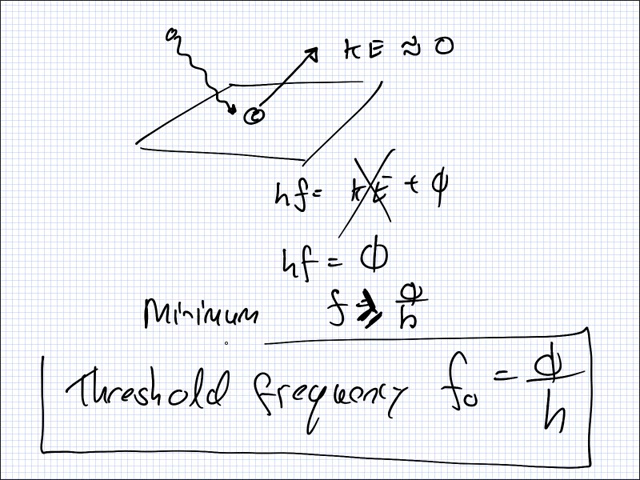 KE ≈ 0
hf = KE + ϕ
hf = ϕ
Minimum f ⩾ ϕ/h
Threshold frequency f₀ = ϕ/h